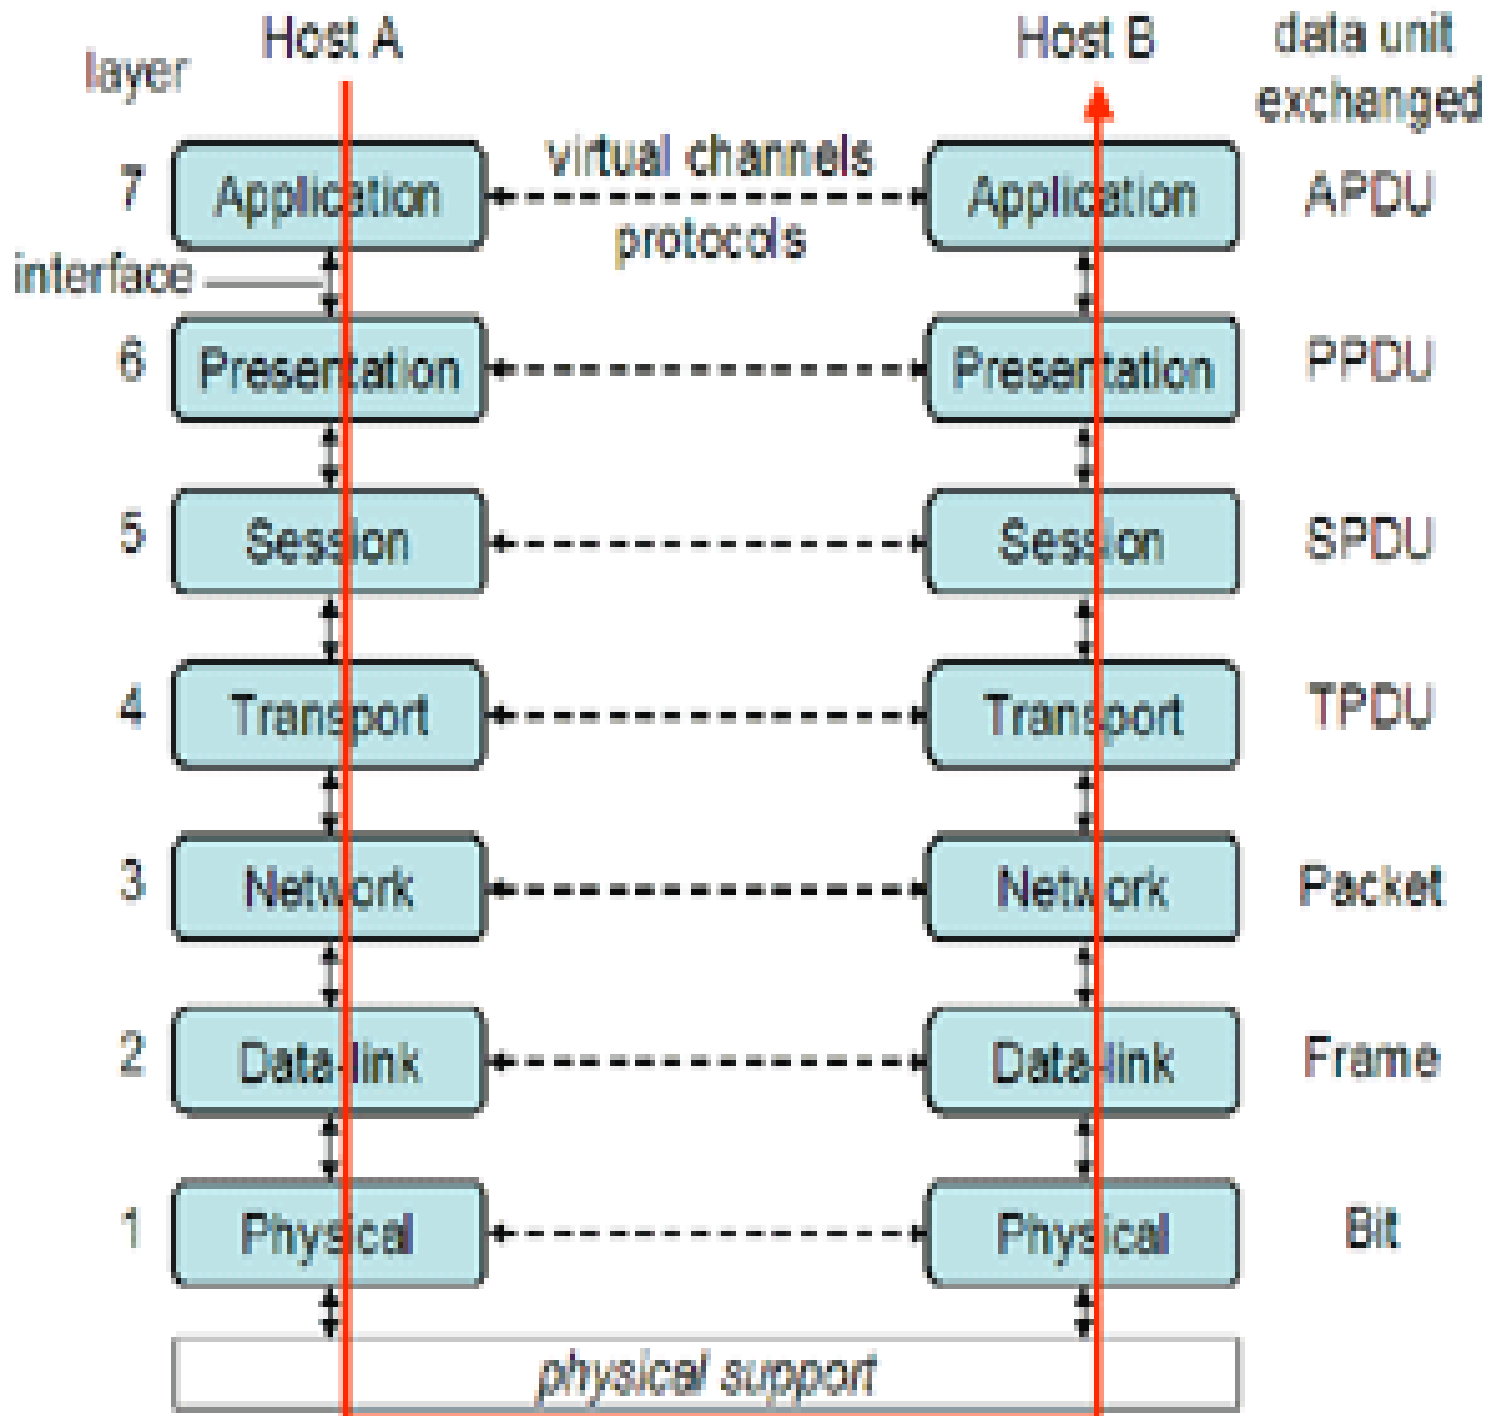 layer
Host A
Host B
data unit
exchanged
7
Application
virtual channels
protocols
Application
APDU
interface
6
Presentation
Presentation
PPDU
5
Session
Session
SPDU
4
Transport
Transport
TPDU
3
Network
Network
Packet
2
Data-link
Data-link
Frame
1
Physical
Physical
Bit
physical support